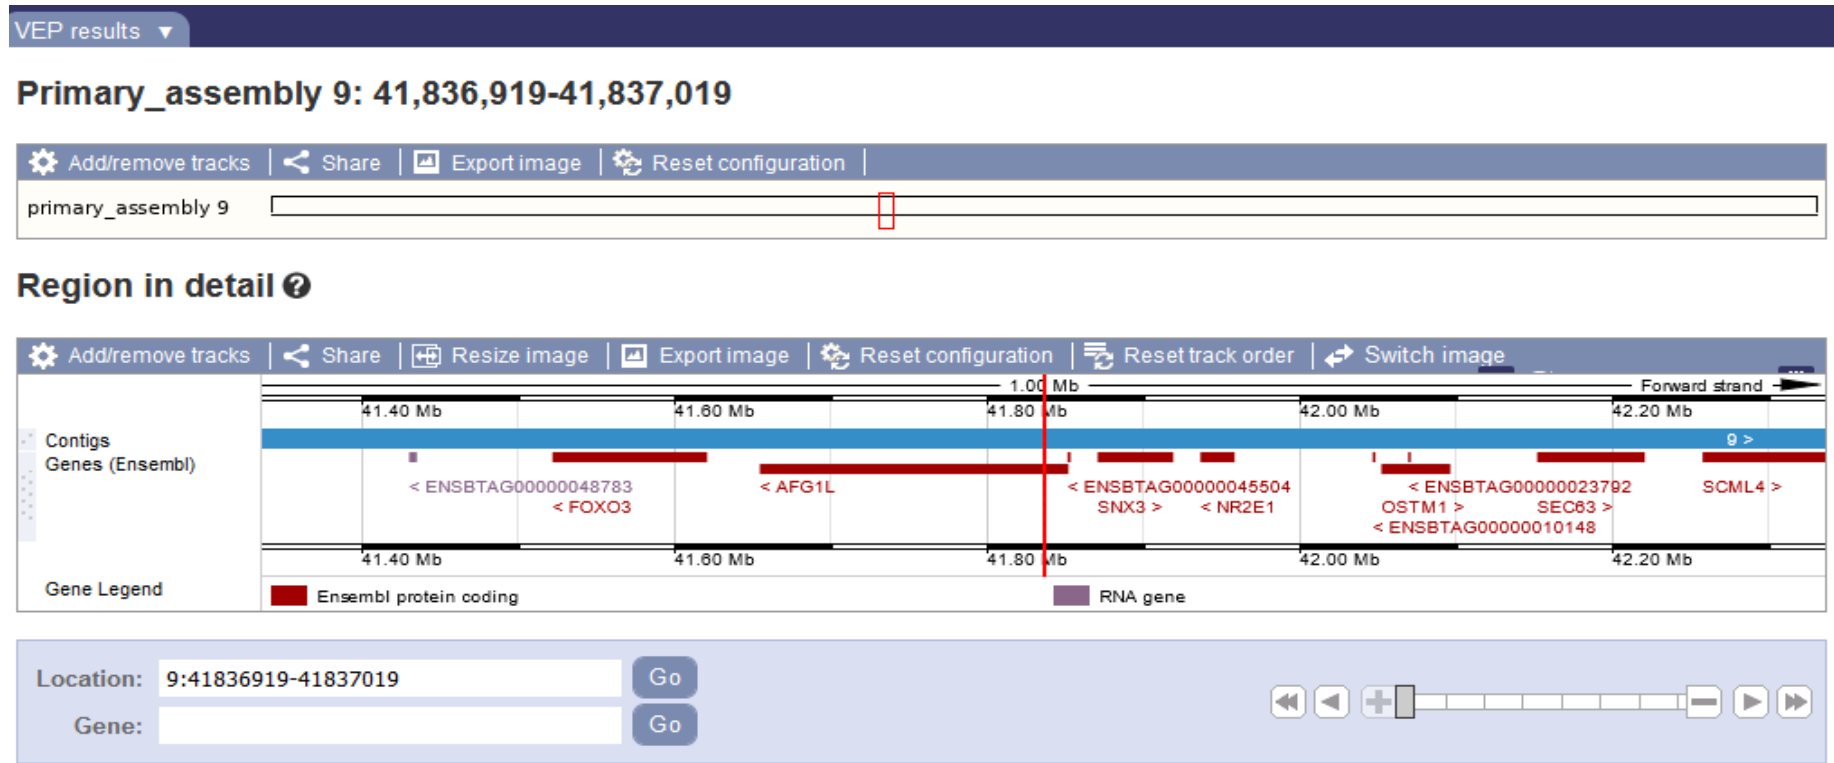 VEP results ▼
Primary_assembly 9: 41,836,919-41,837,019
Add/remove tracks Share Export image Reset configuration
primary_assembly 9
Region in detail ?
Add/remove tracks Share Resize image Export image Reset configuration Reset track order Switch image
1.00 Mb Forward strand
41.40 Mb 41.60 Mb 41.80 Mb 42.00 Mb 42.20 Mb
Contigs 9 >
Genes (Ensembl)
< ENSBTAG00000048783 < AFG1L < ENSBTAG00000045504 < ENSBTAG00000023792 SCML4 >
< FOXO3 SNX3 > < NR2E1 OSTM1 > SEC63 >
< ENSBTAG00000010148
41.40 Mb 41.60 Mb 41.80 Mb 42.00 Mb 42.20 Mb
Gene Legend Ensembl protein coding RNA gene
Location: 9:41836919-41837019 Go
Gene: Go